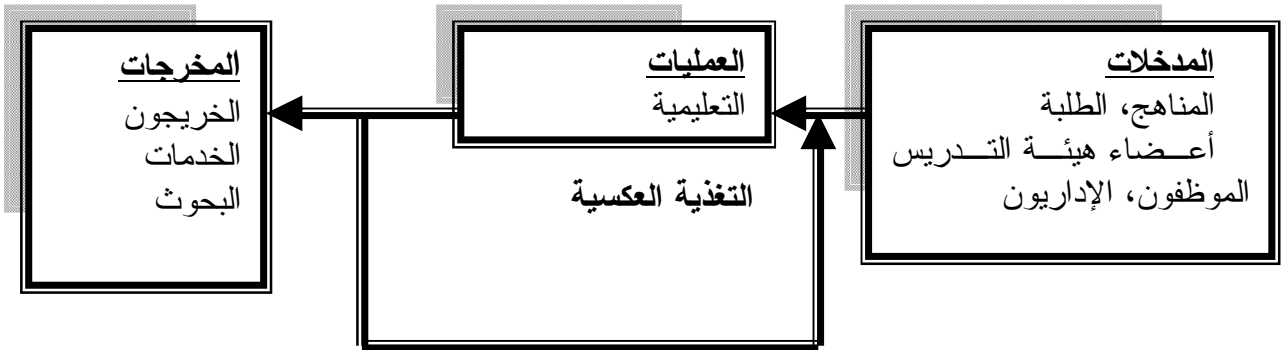 المدخلات
المناهج، الطلبة
أعضاء هيئة التدريس
الموظفون، الإداريون
العمليات
التعليمية
المخرجات
الخريجون
الخدمات
البحوث
التغذية العكسية